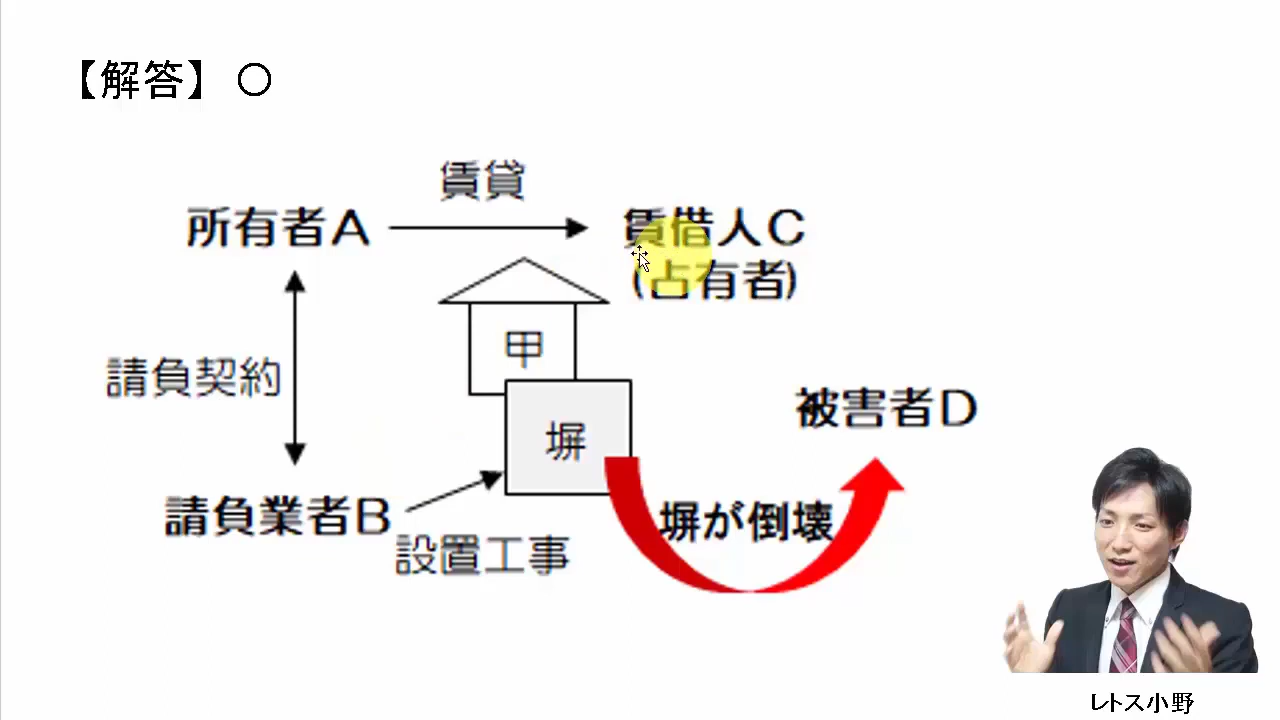 【解答】 ○
賃貸
所有者A
賃借人C
(占有者)
甲
請負契約
塀
被害者D
請負業者B
設置工事
塀が倒壊
レトス小野